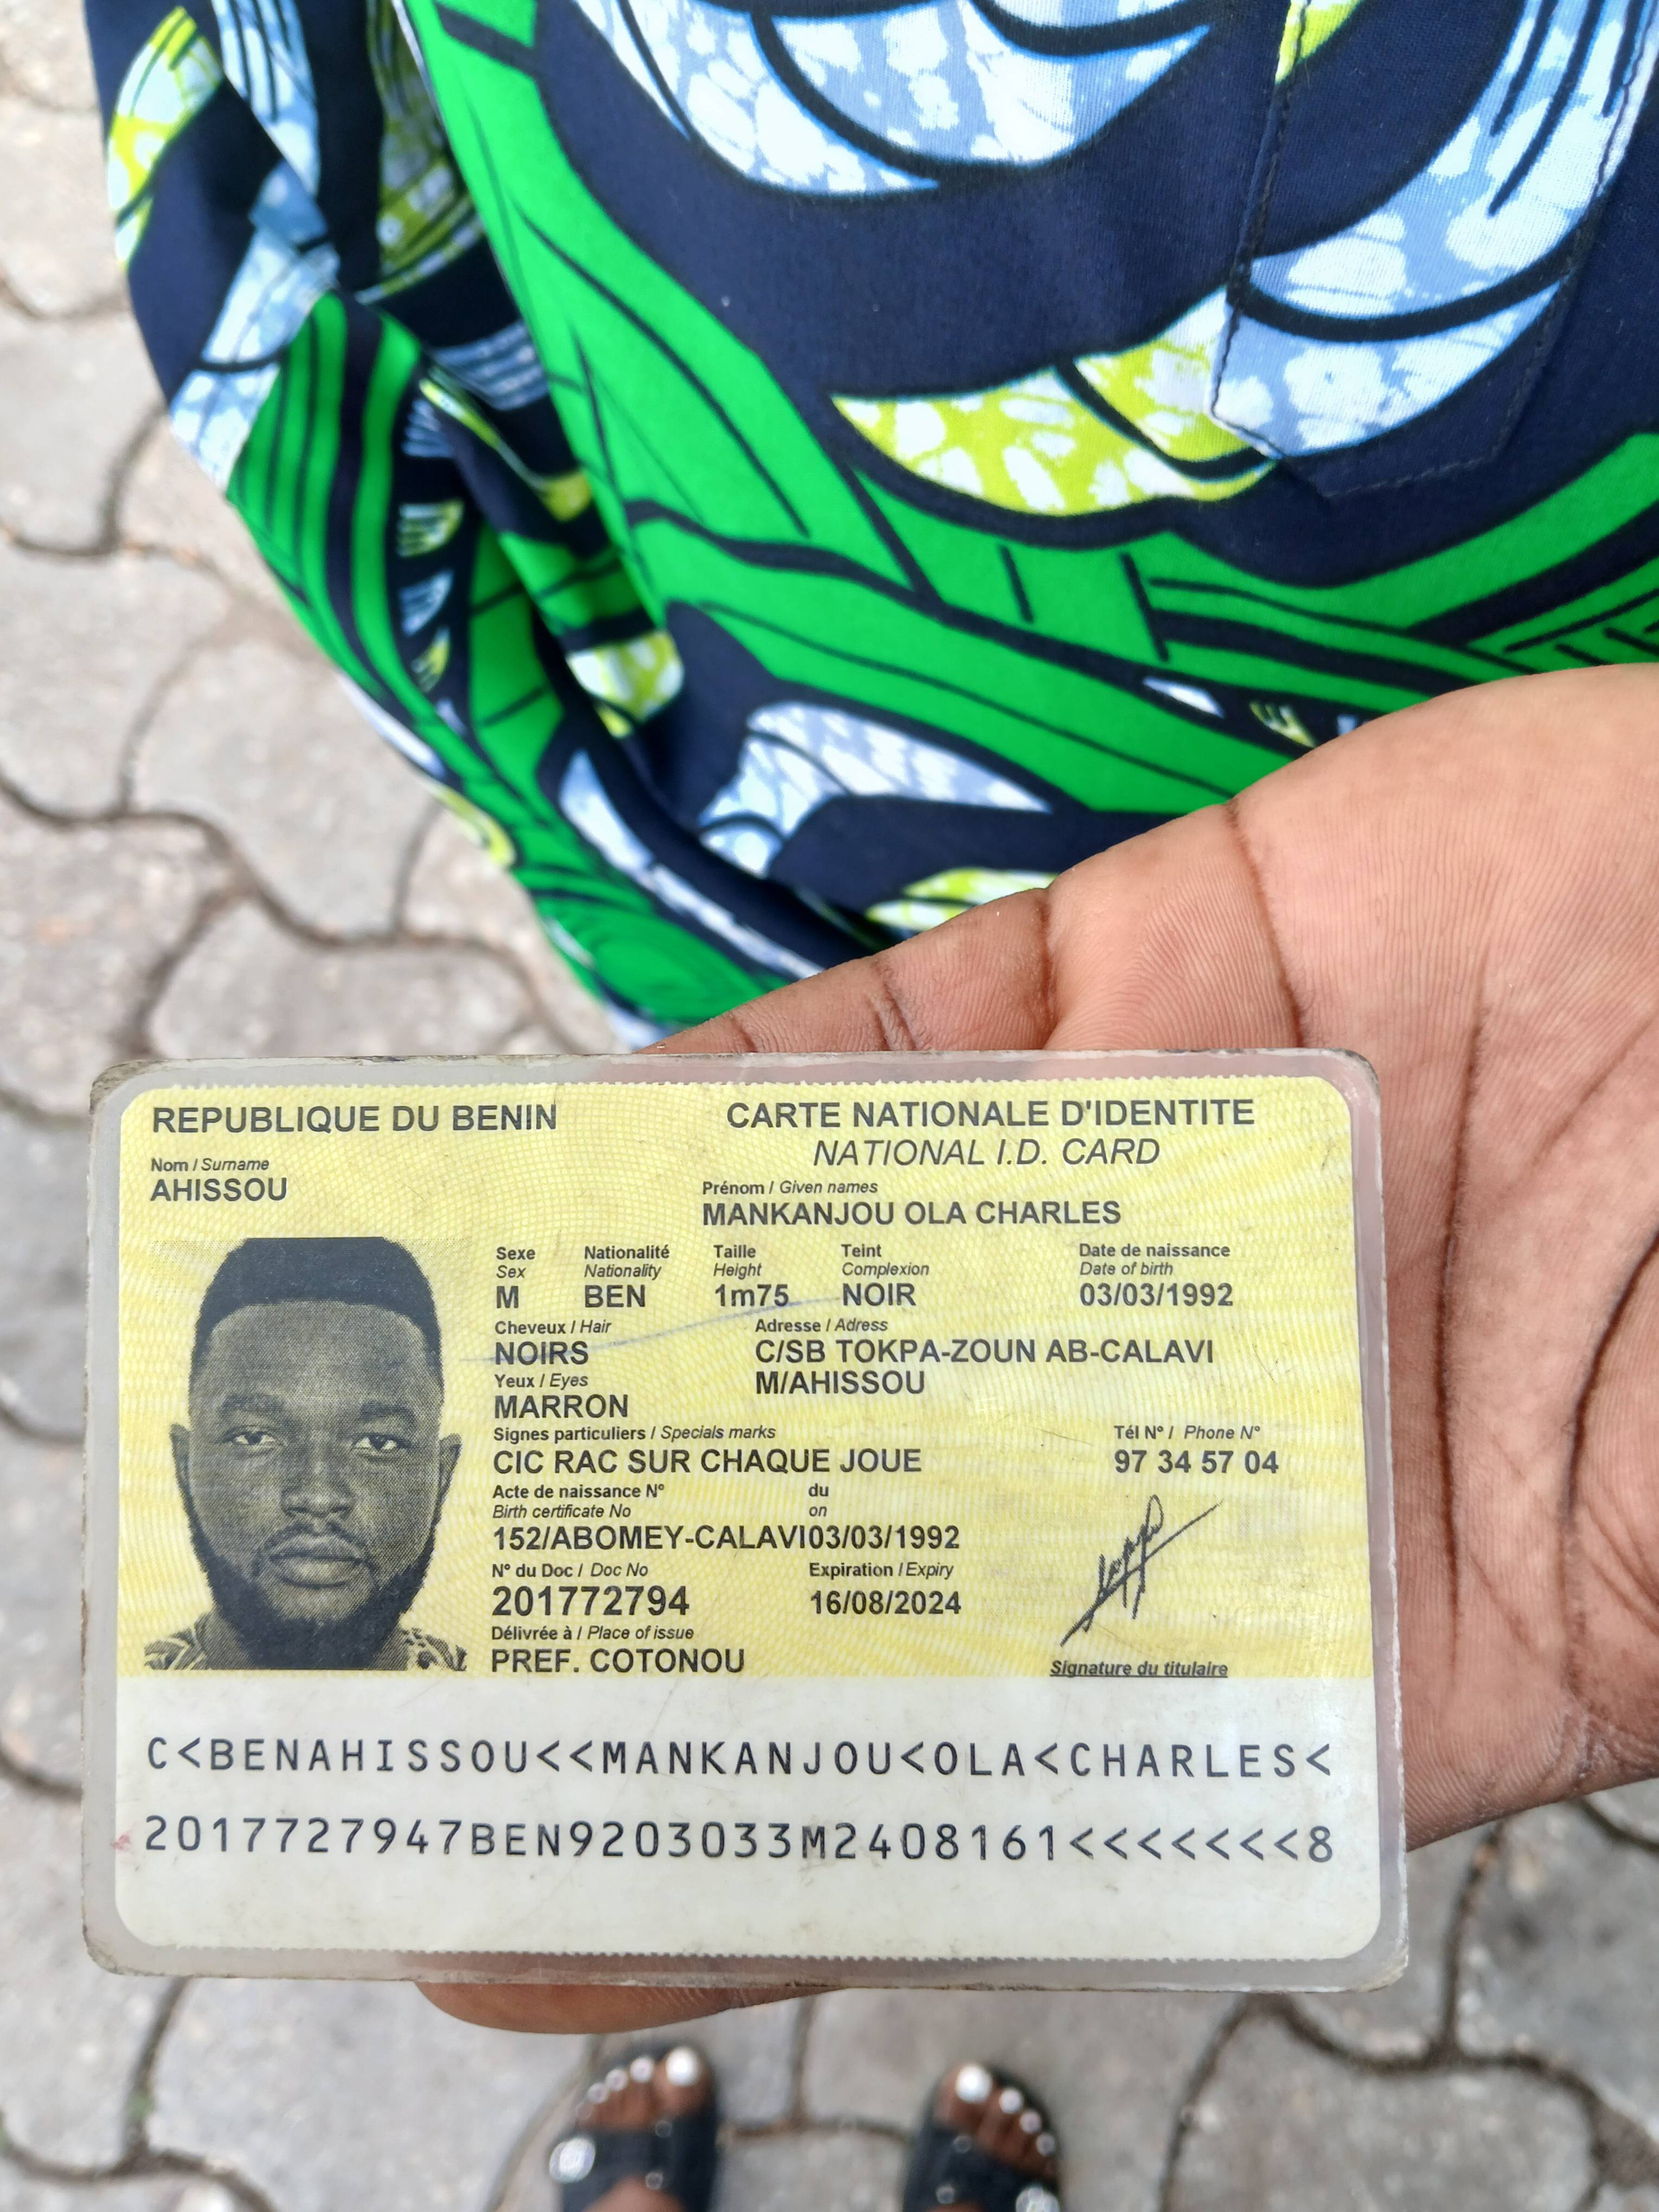 REPUBLIQUE DU BENIN
CARTE NATIONALE D'IDENTITE
NATIONAL I.D. CARD
Nom / Surname
AHISSOU
Prénom / Given names
MANKANJOU OLA CHARLES
Sexe Nationalité Taille Teint Date de naissance
Sex Nationality Height Complexion Date of birth
M BEN 1m75 NOIR 03/03/1992
Cheveux / Hair Adresse / Adress
NOIRS C/SB TOKPA-ZOUN AB-CALAVI
Yeux / Eyes M/AHISSOU
MARRON
Signes particuliers / Specials marks Tél N° / Phone N°
CIC RAC SUR CHAQUE JOUE 97 34 57 04
Acte de naissance N° du
Birth certificate No on
152/ABOMEY-CALAVI03/03/1992
N° du Doc / Doc No Expiration / Expiry
201772794 16/08/2024
Délivrée à / Place of issue
PREF. COTONOU
Signature du titulaire
C<BENAHISSOU<<MANKANJOU<OLA<CHARLES<
2017727947BEN9203033M2408161<<<<<<<8